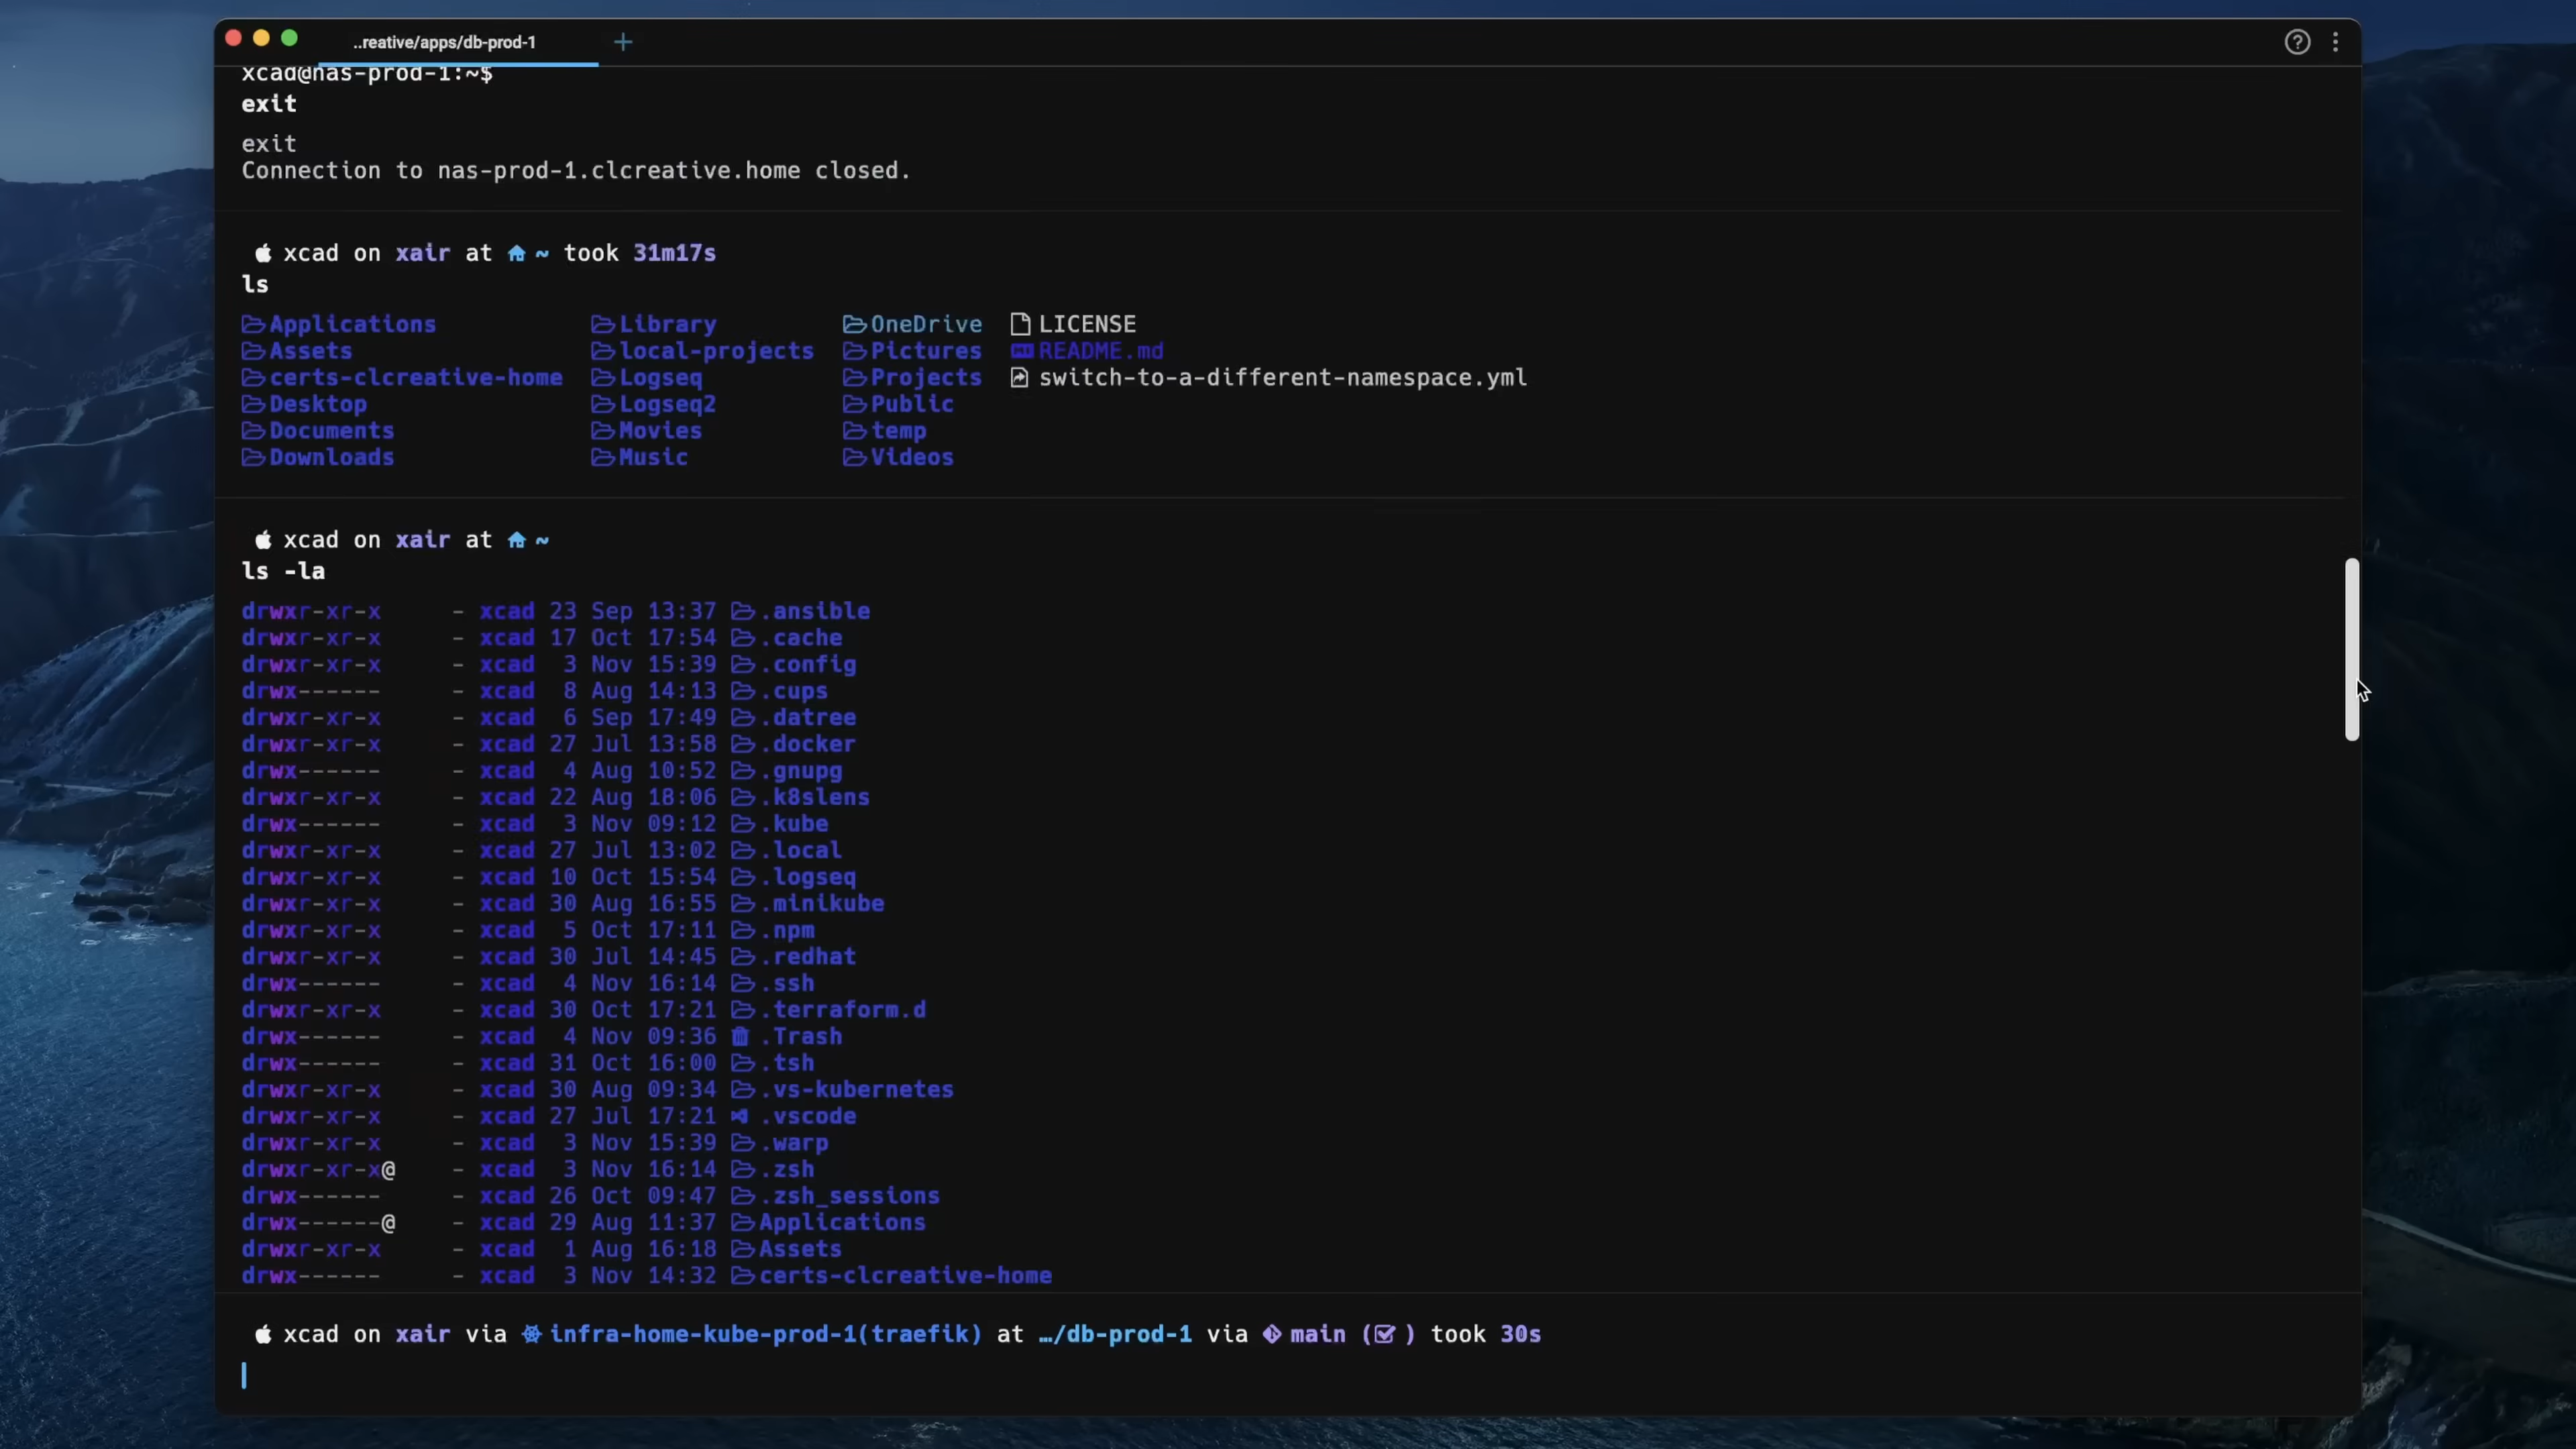 ..reative/apps/db-prod-1
xcad@nas-prod-1:~$
exit
exit
Connection to nas-prod-1.clcreative.home closed.
xcad on xair at ~ took 31m17s
ls
Applications Library OneDrive LICENSE
Assets local-projects Pictures README.md
certs-clcreative-home Logseq Projects switch-to-a-different-namespace.yml
Desktop Logseq2 Public
Documents Movies temp
Downloads Music Videos
xcad on xair at ~
ls -la
drwxr-xr-x - xcad 23 Sep 13:37 .ansible
drwxr-xr-x - xcad 17 Oct 17:54 .cache
drwxr-xr-x - xcad 3 Nov 15:39 .config
drwx------ - xcad 8 Aug 14:13 .cups
drwxr-xr-x - xcad 6 Sep 17:49 .datree
drwxr-xr-x - xcad 27 Jul 13:58 .docker
drwx------ - xcad 4 Aug 10:52 .gnupg
drwxr-xr-x - xcad 22 Aug 18:06 .k8slens
drwx------ - xcad 3 Nov 09:12 .kube
drwxr-xr-x - xcad 27 Jul 13:02 .local
drwxr-xr-x - xcad 10 Oct 15:54 .logseq
drwxr-xr-x - xcad 30 Aug 16:55 .minikube
drwxr-xr-x - xcad 5 Oct 17:11 .npm
drwxr-xr-x - xcad 30 Jul 14:45 .redhat
drwx------ - xcad 4 Nov 16:14 .ssh
drwxr-xr-x - xcad 30 Oct 17:21 .terraform.d
drwx------ - xcad 4 Nov 09:36 .Trash
drwx------ - xcad 31 Oct 16:00 .tsh
drwxr-xr-x - xcad 30 Aug 09:34 .vs-kubernetes
drwxr-xr-x - xcad 27 Jul 17:21 .vscode
drwxr-xr-x - xcad 3 Nov 15:39 .warp
drwxr-xr-x@ - xcad 3 Nov 16:14 .zsh
drwx------ - xcad 26 Oct 09:47 .zsh_sessions
drwx------@ - xcad 29 Aug 11:37 Applications
drwxr-xr-x - xcad 1 Aug 16:18 Assets
drwx------ - xcad 3 Nov 14:32 certs-clcreative-home
xcad on xair via infra-home-kube-prod-1(traefik) at …/db-prod-1 via main ( ) took 30s